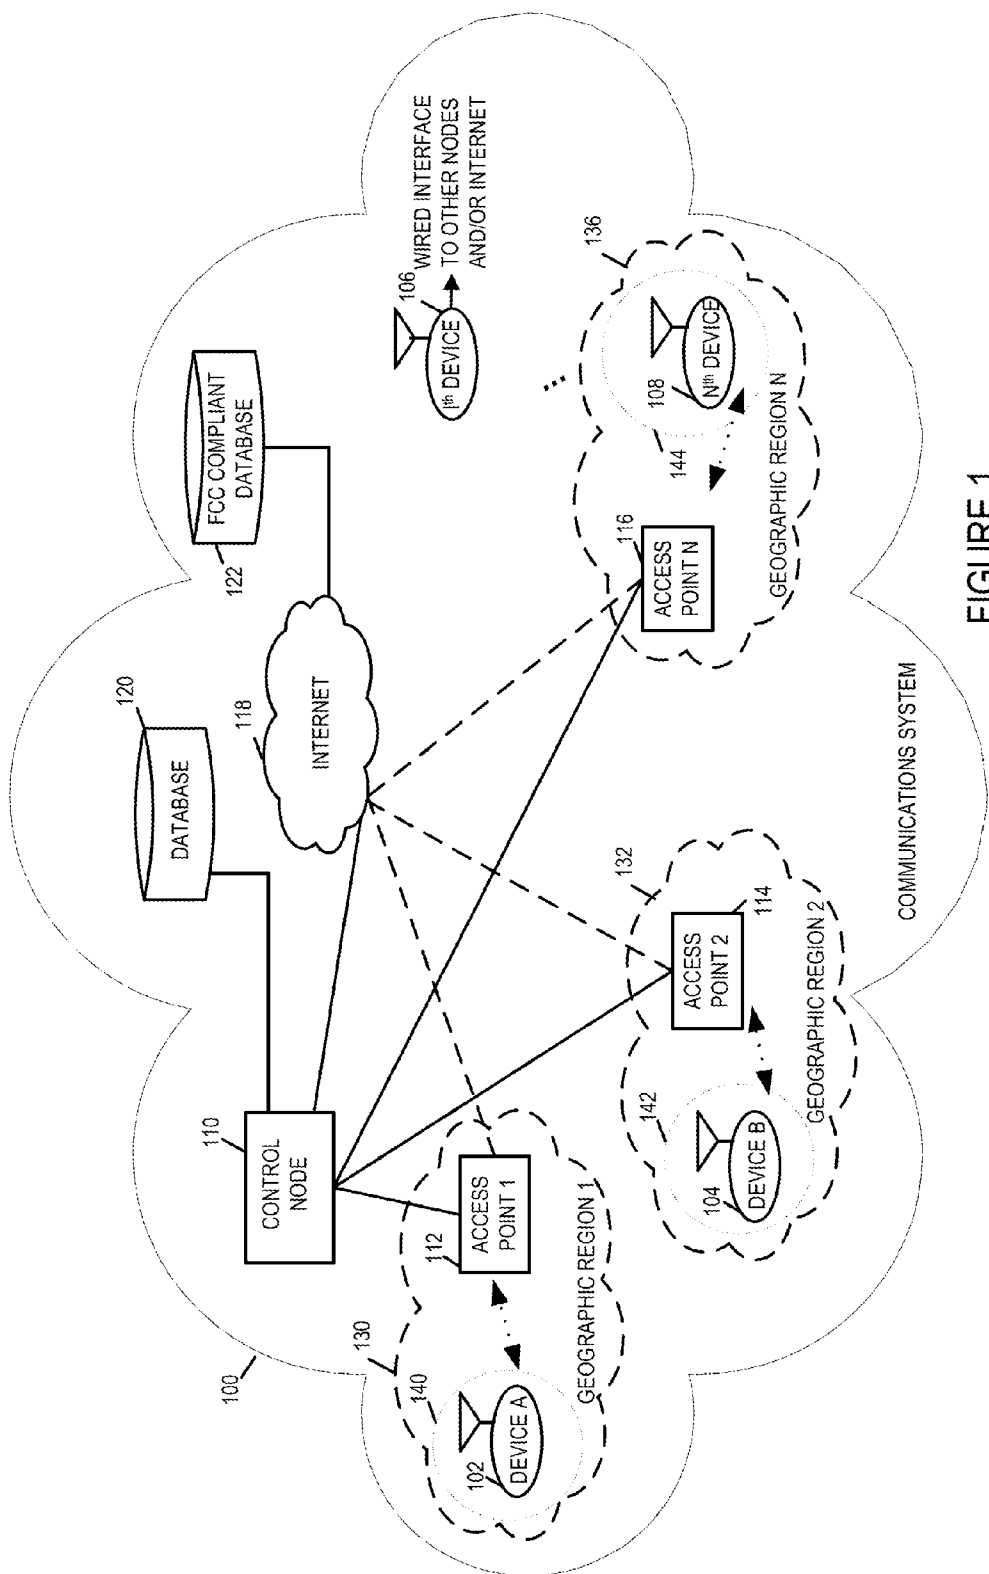 100
110
CONTROL
NODE
120
DATABASE
118
INTERNET
122
FCC COMPLIANT
DATABASE
106
Ith DEVICE
WIRED INTERFACE
TO OTHER NODES
AND/OR INTERNET
130
140
102
DEVICE A
112
ACCESS
POINT 1
GEOGRAPHIC REGION 1
132
142
104
DEVICE B
ACCESS
POINT 2
114
GEOGRAPHIC REGION 2
116
ACCESS
POINT N
136
144
108
Nth DEVICE
GEOGRAPHIC REGION N
...
COMMUNICATIONS SYSTEM
FIGURE 1